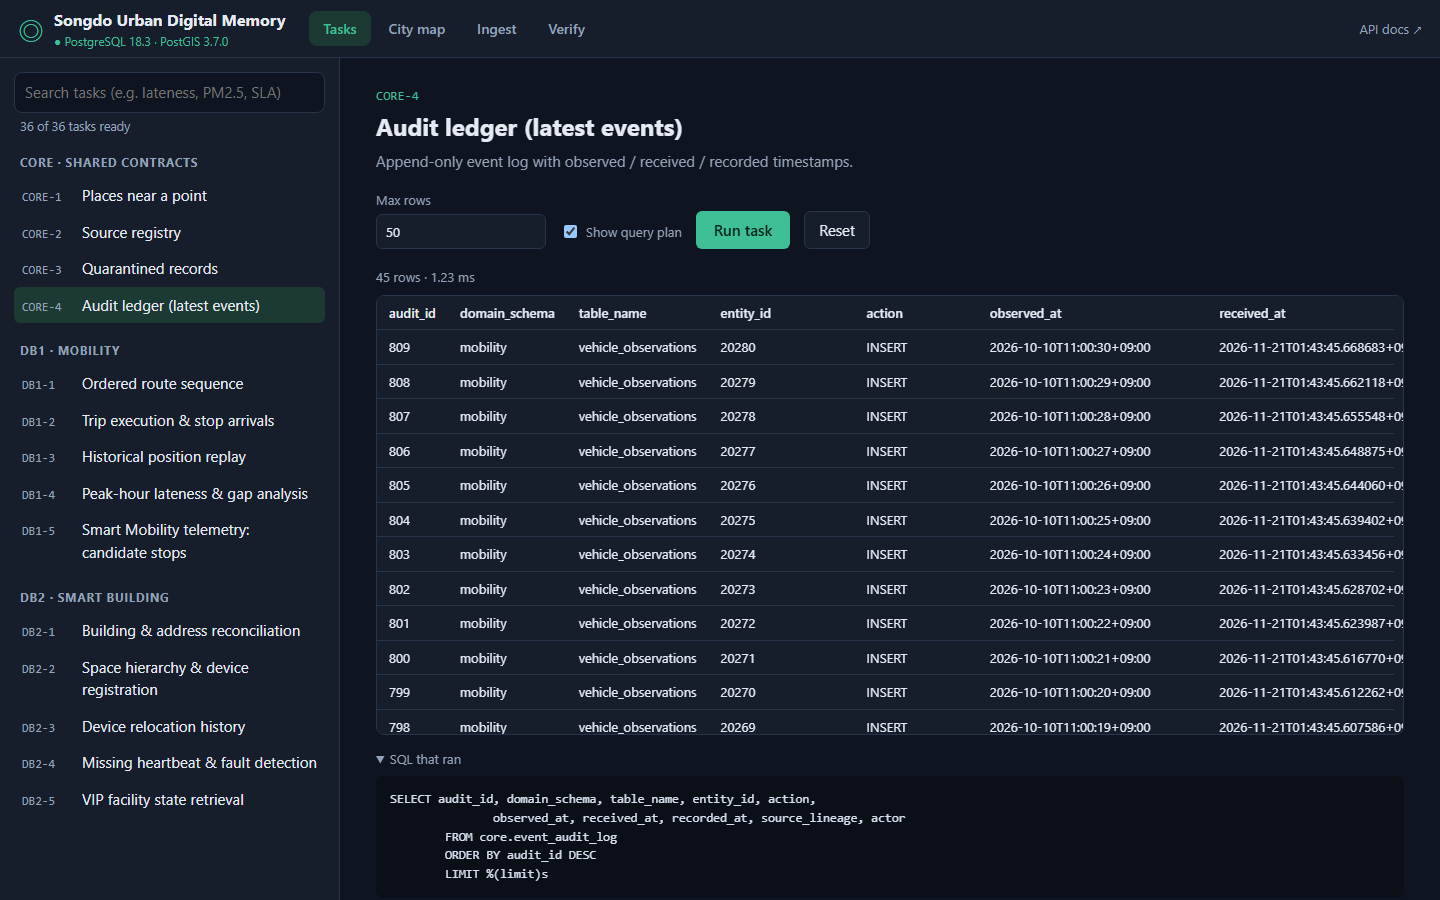 Songdo Urban Digital Memory
● PostgreSQL 18.3 · PostGIS 3.7.0
Tasks
City map
Ingest
Verify
API docs ↗
Search tasks (e.g. lateness, PM2.5, SLA)
36 of 36 tasks ready
CORE · SHARED CONTRACTS
CORE-1 Places near a point
CORE-2 Source registry
CORE-3 Quarantined records
CORE-4 Audit ledger (latest events)
DB1 · MOBILITY
DB1-1 Ordered route sequence
DB1-2 Trip execution & stop arrivals
DB1-3 Historical position replay
DB1-4 Peak-hour lateness & gap analysis
DB1-5 Smart Mobility telemetry:
candidate stops
DB2 · SMART BUILDING
DB2-1 Building & address reconciliation
DB2-2 Space hierarchy & device
registration
DB2-3 Device relocation history
DB2-4 Missing heartbeat & fault detection
DB2-5 VIP facility state retrieval
CORE-4
Audit ledger (latest events)
Append-only event log with observed / received / recorded timestamps.
Max rows
50
Show query plan
Run task
Reset
45 rows · 1.23 ms
audit_id domain_schema table_name entity_id action observed_at received_at
809 mobility vehicle_observations 20280 INSERT 2026-10-10T11:00:30+09:00 2026-11-21T01:43:45.668683+09
808 mobility vehicle_observations 20279 INSERT 2026-10-10T11:00:29+09:00 2026-11-21T01:43:45.662118+09
807 mobility vehicle_observations 20278 INSERT 2026-10-10T11:00:28+09:00 2026-11-21T01:43:45.655548+09
806 mobility vehicle_observations 20277 INSERT 2026-10-10T11:00:27+09:00 2026-11-21T01:43:45.648875+09
805 mobility vehicle_observations 20276 INSERT 2026-10-10T11:00:26+09:00 2026-11-21T01:43:45.644060+09
804 mobility vehicle_observations 20275 INSERT 2026-10-10T11:00:25+09:00 2026-11-21T01:43:45.639402+09
803 mobility vehicle_observations 20274 INSERT 2026-10-10T11:00:24+09:00 2026-11-21T01:43:45.633456+09
802 mobility vehicle_observations 20273 INSERT 2026-10-10T11:00:23+09:00 2026-11-21T01:43:45.628702+09
801 mobility vehicle_observations 20272 INSERT 2026-10-10T11:00:22+09:00 2026-11-21T01:43:45.623987+09
800 mobility vehicle_observations 20271 INSERT 2026-10-10T11:00:21+09:00 2026-11-21T01:43:45.616770+09
799 mobility vehicle_observations 20270 INSERT 2026-10-10T11:00:20+09:00 2026-11-21T01:43:45.612262+09
798 mobility vehicle_observations 20269 INSERT 2026-10-10T11:00:19+09:00 2026-11-21T01:43:45.607586+09
▼ SQL that ran
SELECT audit_id, domain_schema, table_name, entity_id, action,
observed_at, received_at, recorded_at, source_lineage, actor
FROM core.event_audit_log
ORDER BY audit_id DESC
LIMIT %(limit)s